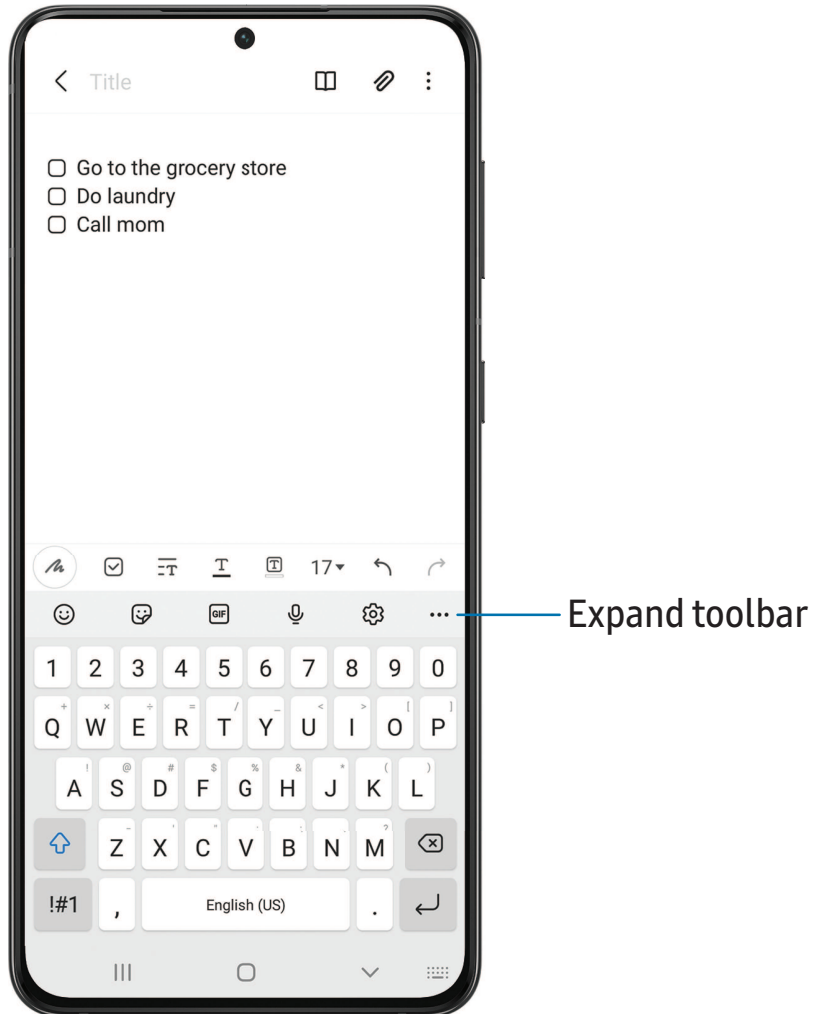 Title
Go to the grocery store
Do laundry
Call mom
T T 17
GIF
Expand toolbar
1 2 3 4 5 6 7 8 9 0
+ × ÷ = / _ < > [ ]
Q W E R T Y U I O P
! @ # $ % & * ( )
A S D F G H J K L
Z X C V B N M ?
!#1 , English (US) .